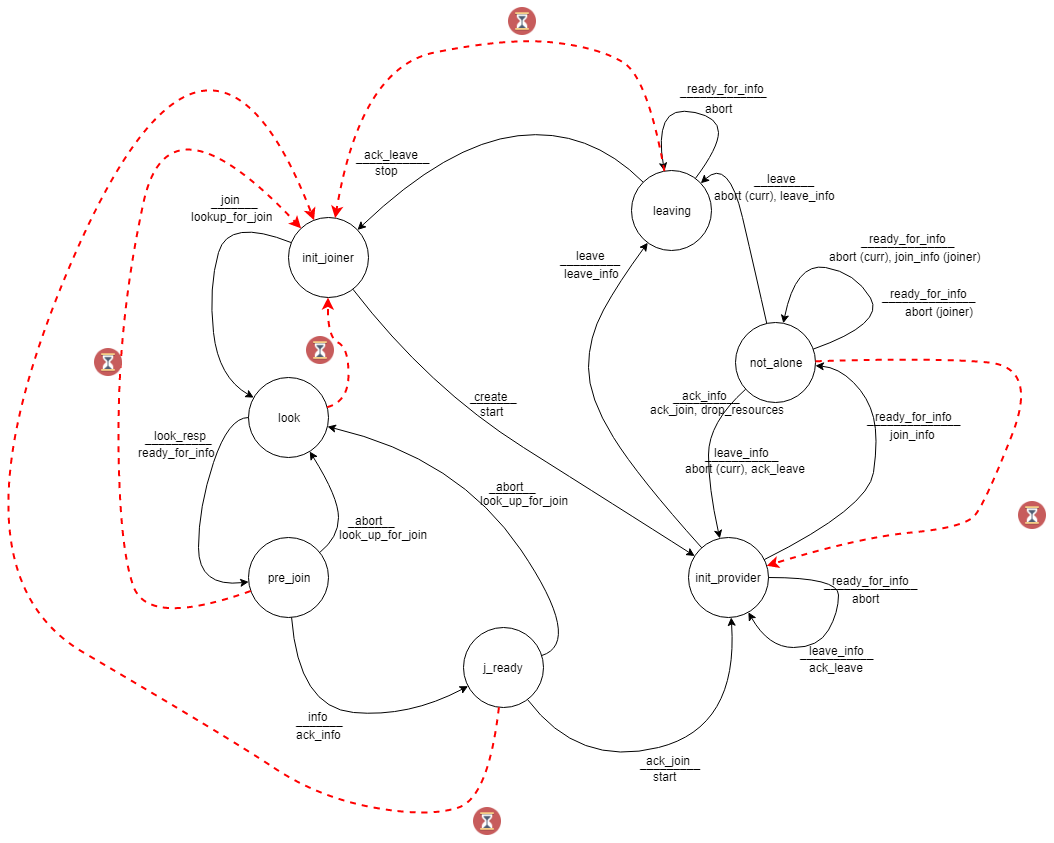 ready_for_info
abort
ack_leave
stop
leave
abort (curr), leave_info
join
lookup_for_join
leaving
ready_for_info
abort (curr), join_info (joiner)
init_joiner
leave
leave_info
ready_for_info
abort (joiner)
not_alone
create
start
ack_info
ack_join, drop_resources
look
ready_for_info
join_info
look_resp
ready_for_info
leave_info
abort (curr), ack_leave
abort
look_up_for_join
abort
look_up_for_join
pre_join
init_provider
ready_for_info
abort
leave_info
ack_leave
j_ready
info
ack_info
ack_join
start